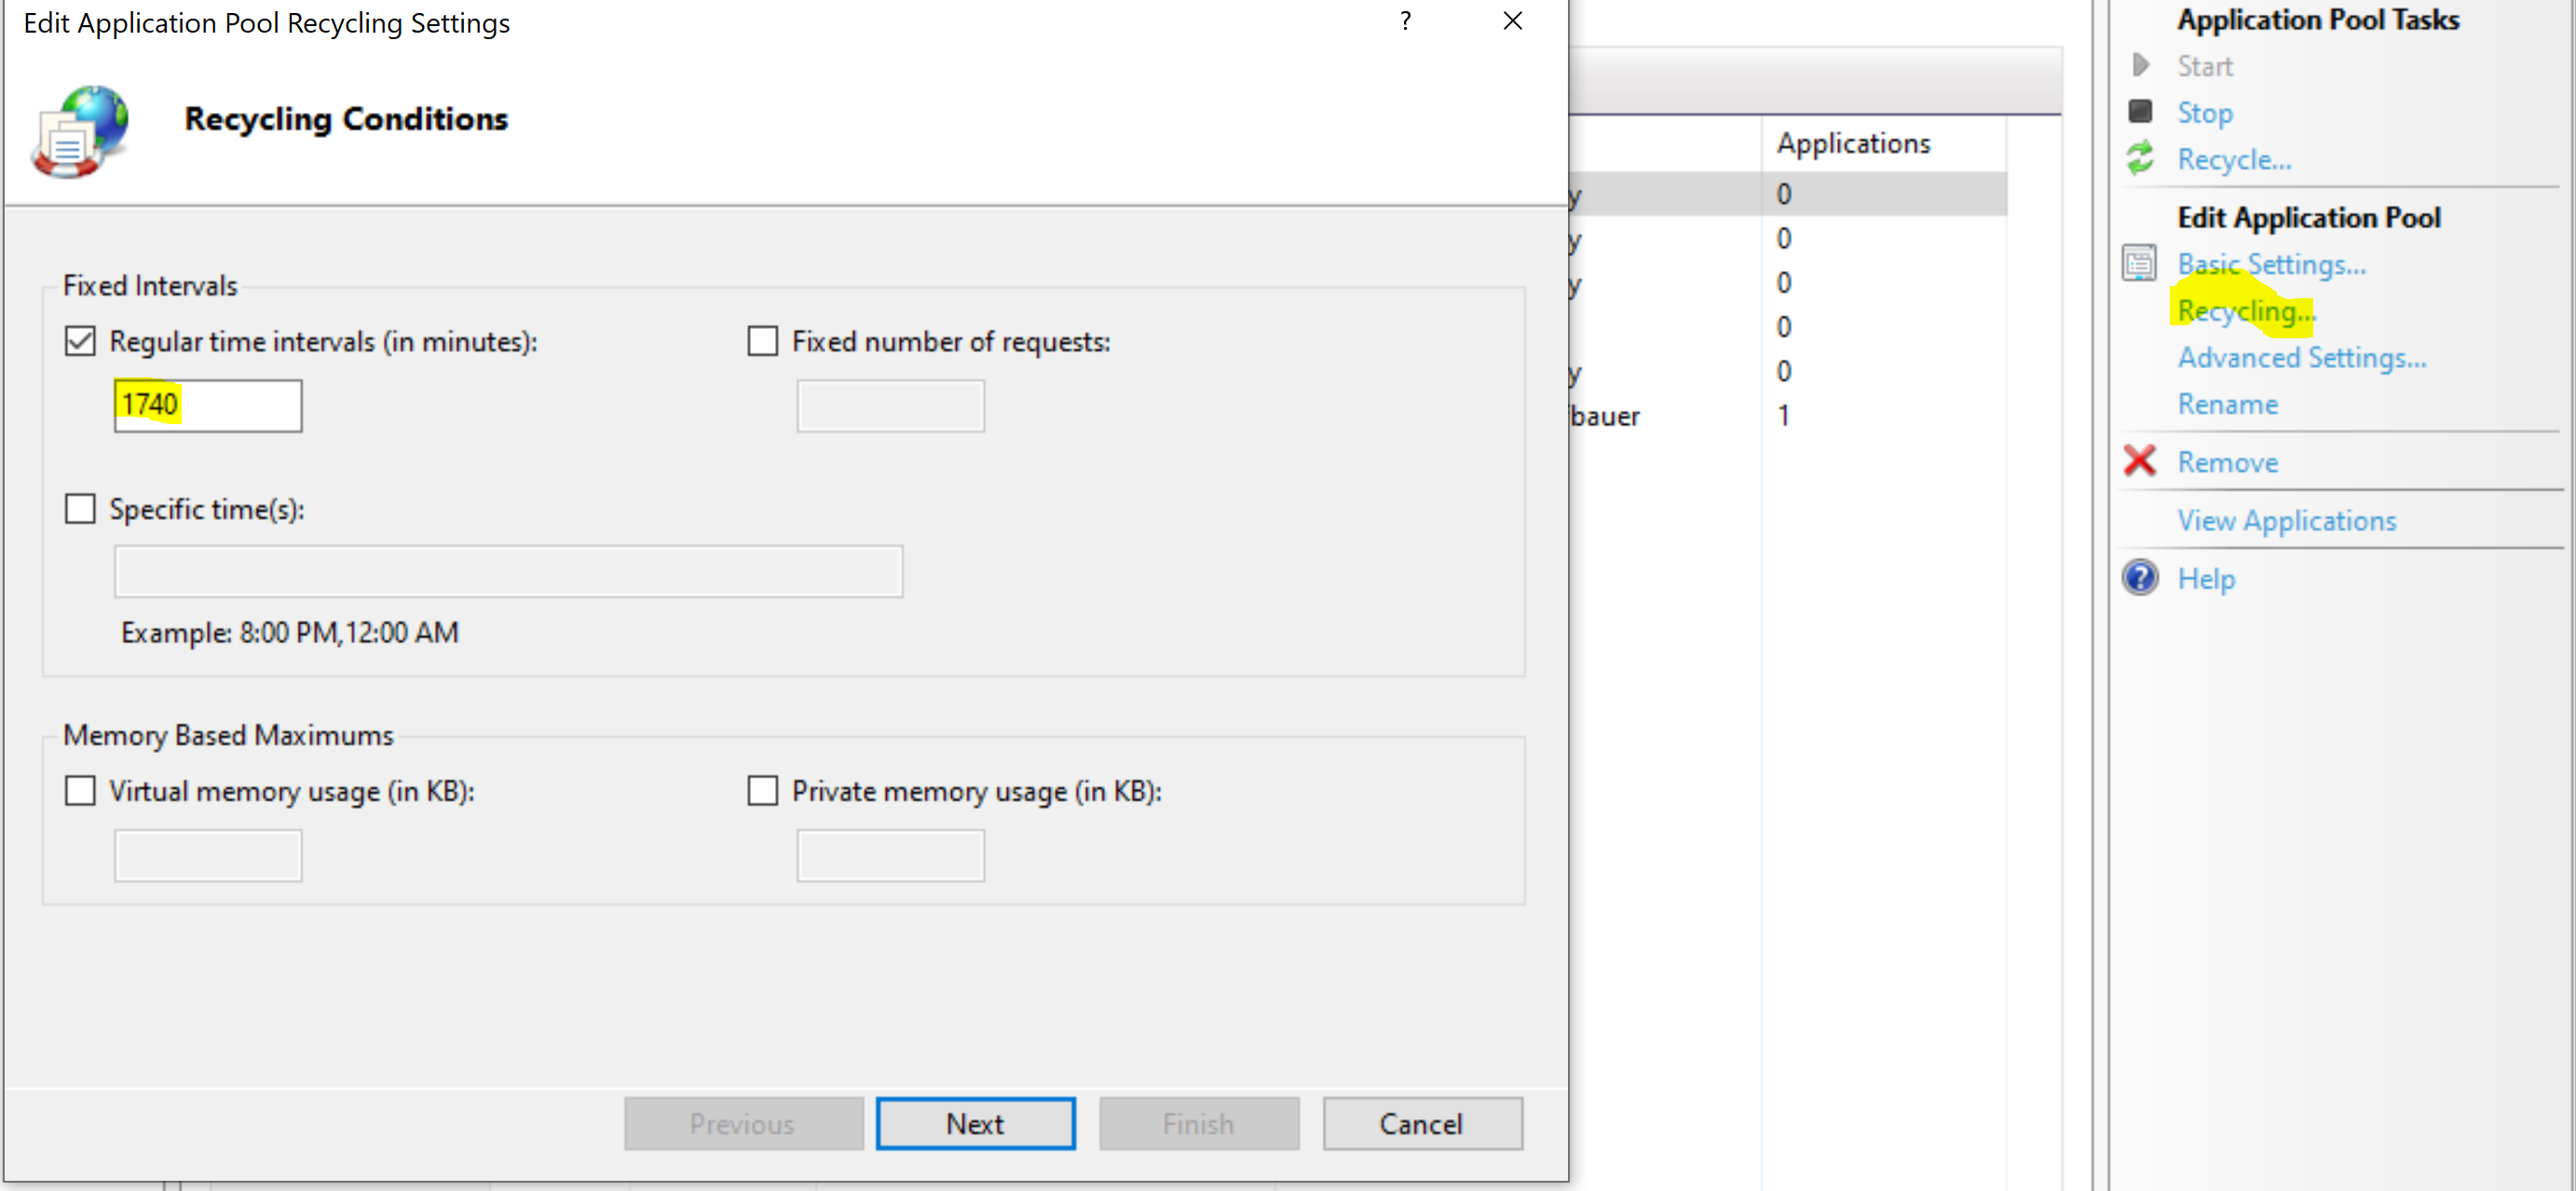 Edit Application Pool Recycling Settings
?
Recycling Conditions
Fixed Intervals
Regular time intervals (in minutes):
Fixed number of requests:
1740
Specific time(s):
Example: 8:00 PM,12:00 AM
Memory Based Maximums
Virtual memory usage (in KB):
Private memory usage (in KB):
Previous
Next
Finish
Cancel
Applications
y 0
y 0
y 0
0
y 0
bauer 1
Application Pool Tasks
Start
Stop
Recycle...
Edit Application Pool
Basic Settings...
Recycling...
Advanced Settings...
Rename
Remove
View Applications
Help